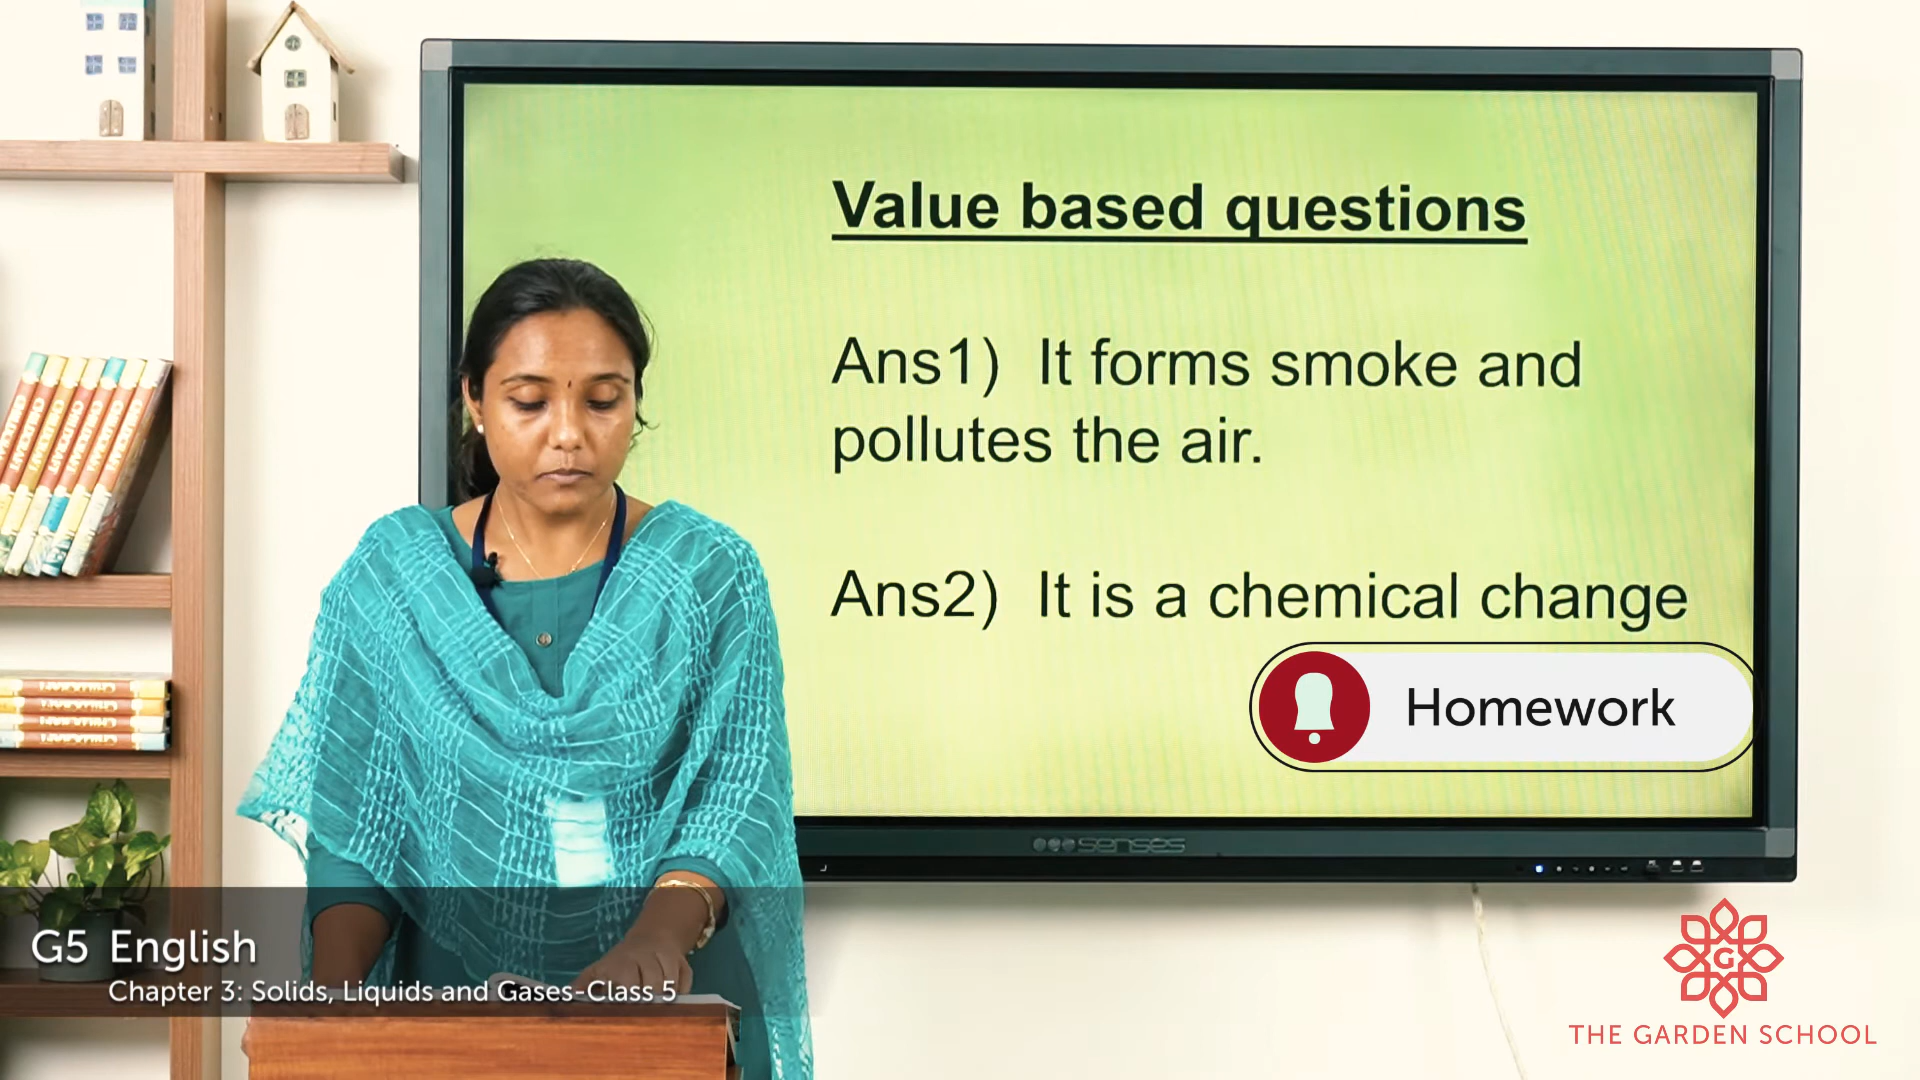 Value based questions
Ans1) It forms smoke and
pollutes the air.
Ans2) It is a chemical change
Homework
senses
G5 English
Chapter 3: Solids, Liquids and Gases-Class 5
G
THE GARDEN SCHOOL